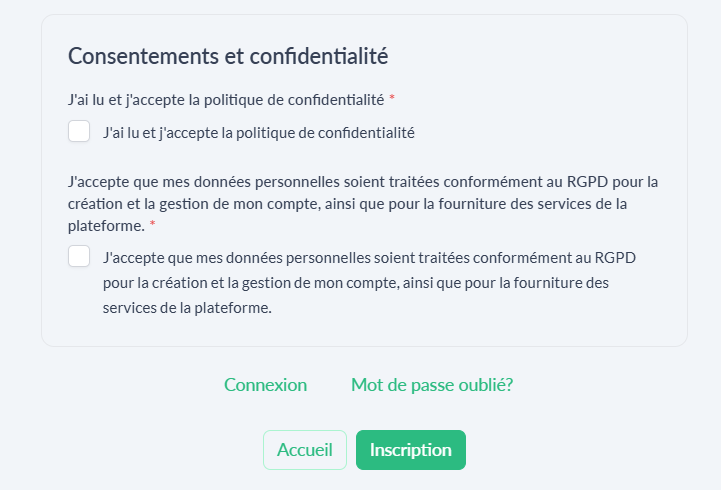 Consentements et confidentialité
J'ai lu et j'accepte la politique de confidentialité *
J'ai lu et j'accepte la politique de confidentialité
J'accepte que mes données personnelles soient traitées conformément au RGPD pour la
création et la gestion de mon compte, ainsi que pour la fourniture des services de la
plateforme. *
J'accepte que mes données personnelles soient traitées conformément au RGPD
pour la création et la gestion de mon compte, ainsi que pour la fourniture des
services de la plateforme.
Connexion Mot de passe oublié?
Accueil Inscription